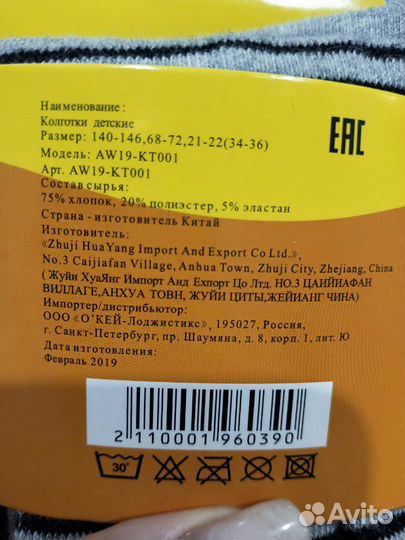 Наименование :
Колготки детские
Размер: 140-146,68-72,21-22(34-36)
Модель: AW19-KT001
Арт. AW19-KT001
Состав сырья:
75% хлопок, 20% полиэстер, 5% эластан
Страна - изготовитель Китай
Изготовитель:
«Zhuji HuaYang Import And Export Co Ltd.»,
No.3 Caijiafan Village, Anhua Town, Zhuji City, Zhejiang, China
( Жуйи ХуаЯнг Импорт Анд Експорт Цо Лтд. НО.3 ЦАИЙИАФАН
ВИЛЛАГЕ,АНХУА ТОВН, ЖУЙИ ЦИТЫ,ЖЕЙИАНГ ЧИНА)
Импортер/дистрибьютор:
ООО «О’КЕЙ-Лоджистикс», 195027, Россия,
г. Санкт-Петербург, пр. Шаумяна, д. 8, корп. 1, лит. Ю
Дата изготовления:
Февраль 2019
EAC
2 110001 960390
30°
Avito